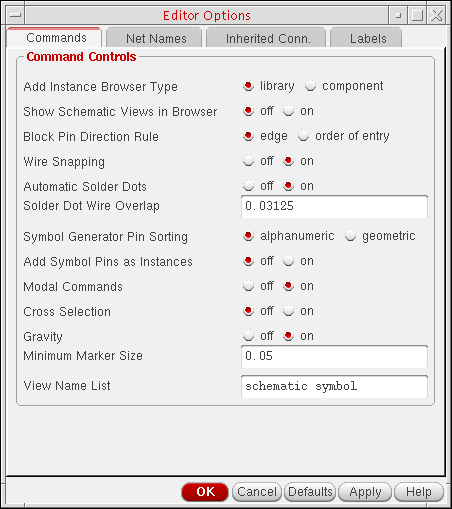 Editor Options
Commands Net Names Inherited Conn. Labels
Command Controls
Add Instance Browser Type library component
Show Schematic Views in Browser off on
Block Pin Direction Rule edge order of entry
Wire Snapping off on
Automatic Solder Dots off on
Solder Dot Wire Overlap 0.03125
Symbol Generator Pin Sorting alphanumeric geometric
Add Symbol Pins as Instances off on
Modal Commands off on
Cross Selection off on
Gravity off on
Minimum Marker Size 0.05
View Name List schematic symbol
OK Cancel Defaults Apply Help